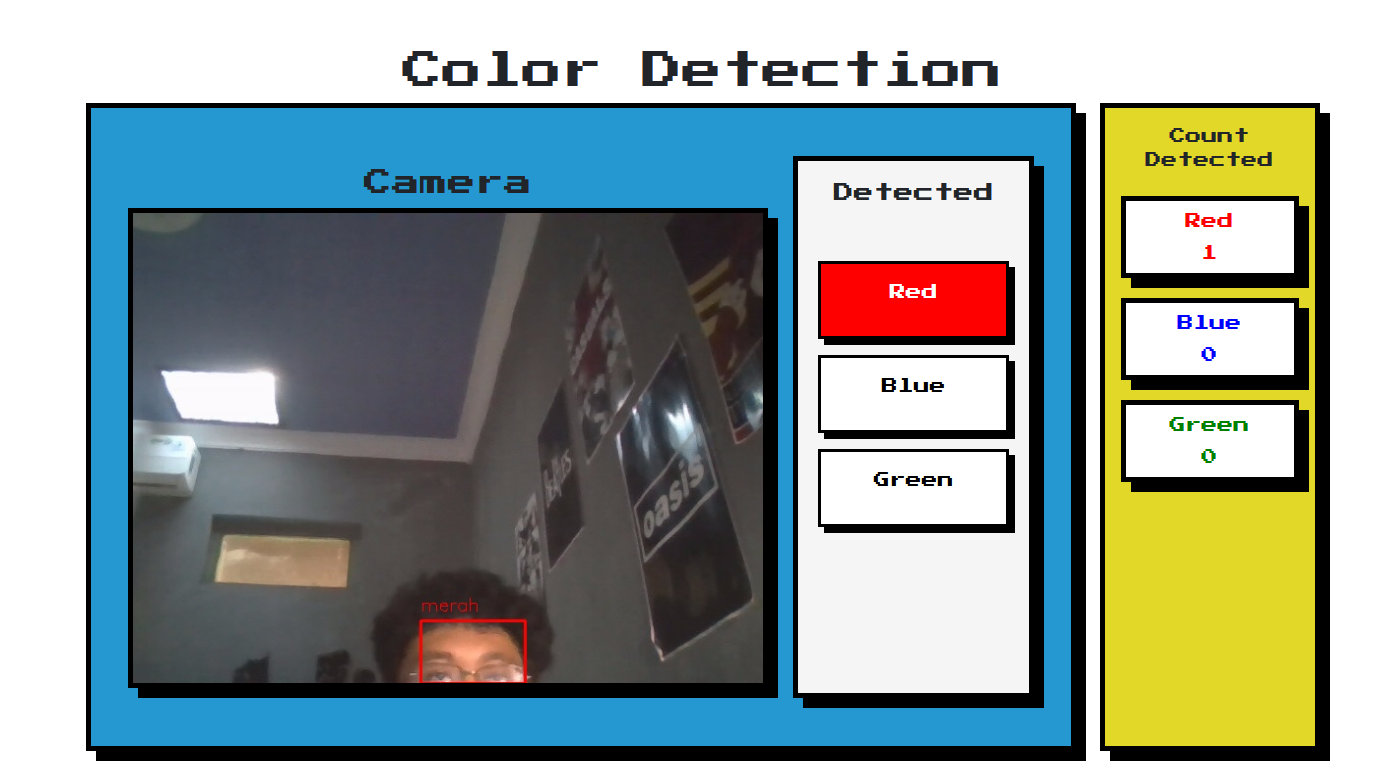 Color Detection
Camera
oasis
merah
Detected
Red
Blue
Green
Count
Detected
Red
1
Blue
0
Green
0